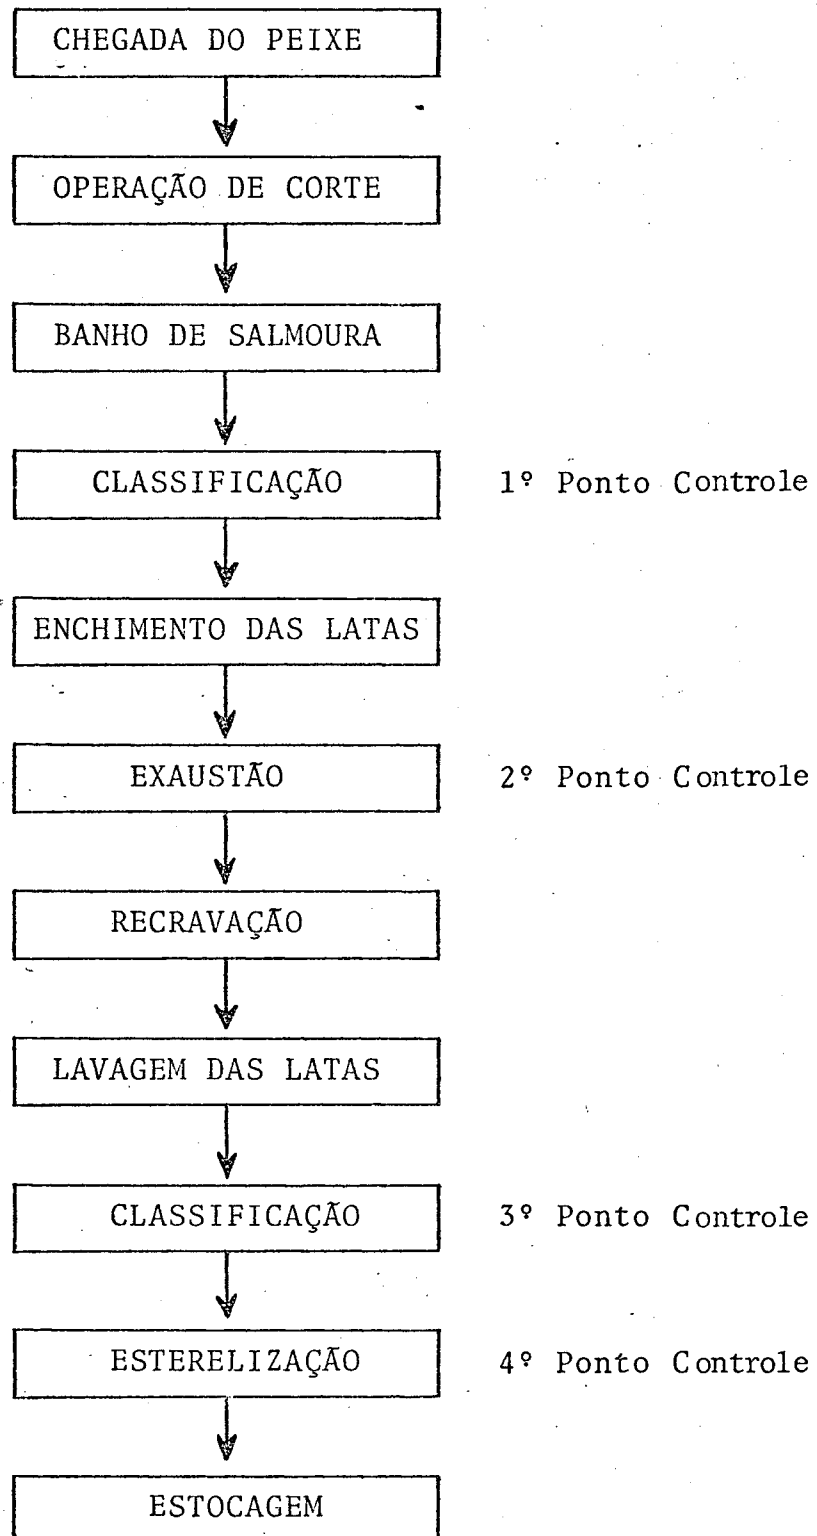 CHEGADA DO PEIXE
OPERAÇÃO DE CORTE
BANHO DE SALMOURA
CLASSIFICAÇÃO 1º Ponto Controle
ENCHIMENTO DAS LATAS
EXAUSTÃO 2º Ponto Controle
RECRAVAÇÃO
LAVAGEM DAS LATAS
CLASSIFICAÇÃO 3º Ponto Controle
ESTERELIZAÇÃO 4º Ponto Controle
ESTOCAGEM